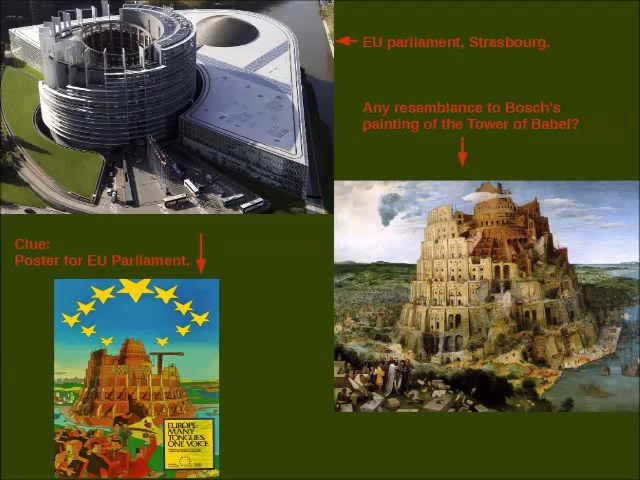 EU parliament, Strasbourg.
Any resemblance to Bosch's
painting of the Tower of Babel?
Clue:
Poster for EU Parliament.
EUROPE:
MANY
TONGUES
ONE VOICE